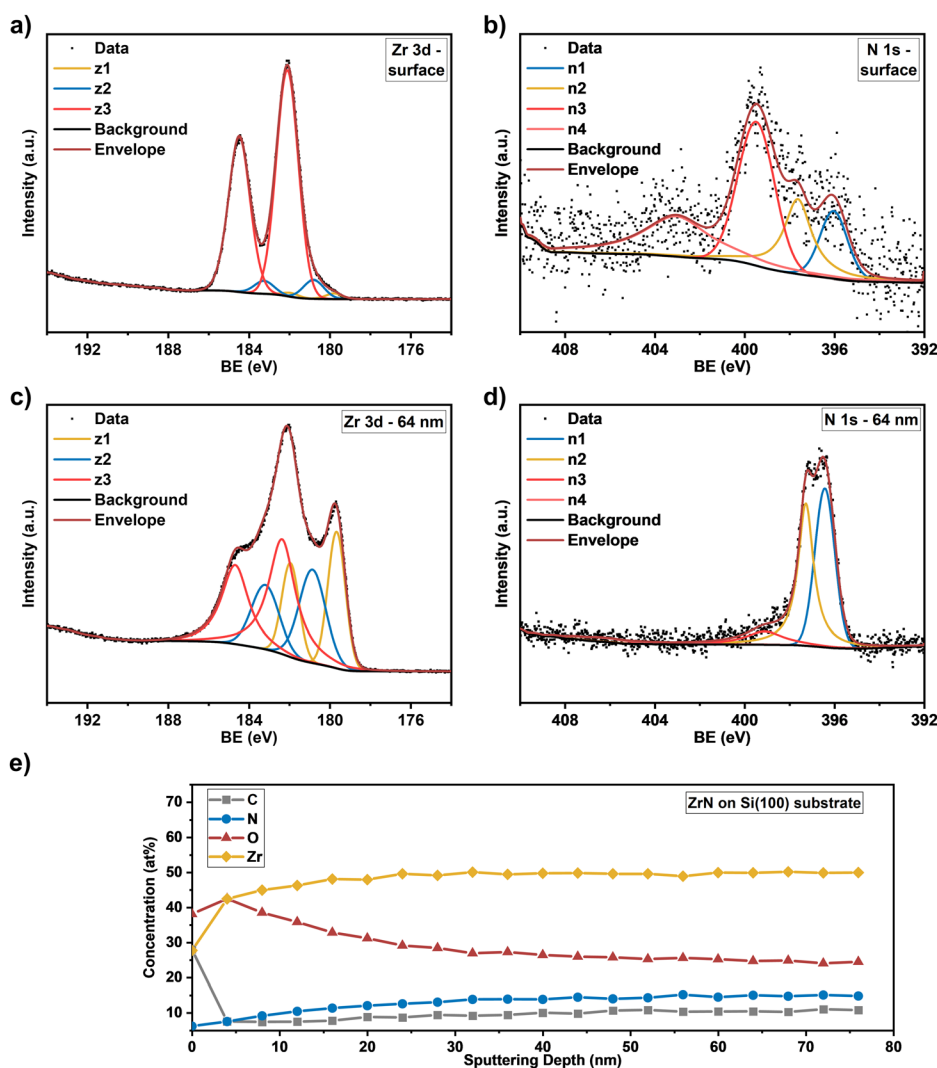 a)
Zr 3d -
surface
Data
z1
z2
z3
Background
Envelope
Intensity (a.u.)
192
188
184
180
176
BE (eV)
b)
N 1s -
surface
Data
n1
n2
n3
n4
Background
Envelope
Intensity (a.u.)
408
404
400
396
392
BE (eV)
c)
Zr 3d - 64 nm
Data
z1
z2
z3
Background
Envelope
Intensity (a.u.)
192
188
184
180
176
BE (eV)
d)
N 1s - 64 nm
Data
n1
n2
n3
n4
Background
Envelope
Intensity (a.u.)
408
404
400
396
392
BE (eV)
e)
ZrN on Si(100) substrate
C
N
O
Zr
Concentration (at%)
70
60
50
40
30
20
10
0
10
20
30
40
50
60
70
80
Sputtering Depth (nm)